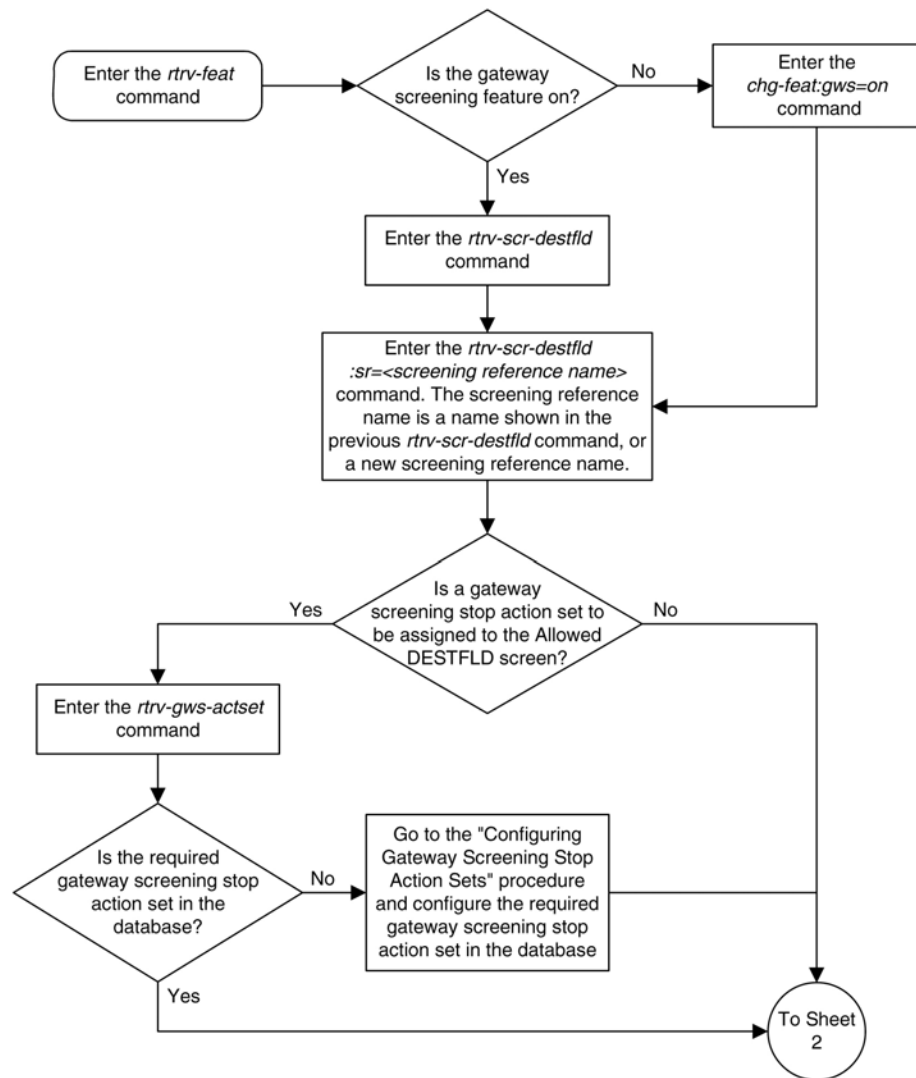 Enter the rtrv-feat
command
Is the gateway
screening feature on?
No
Enter the
chg-feat:gws=on
command
Yes
Enter the rtrv-scr-destfld
command
Enter the rtrv-scr-destfld
:sr=<screening reference name>
command. The screening reference
name is a name shown in the
previous rtrv-scr-destfld command, or
a new screening reference name.
Is a gateway
screening stop action set to
be assigned to the Allowed
DESTFLD screen?
Yes
No
Enter the rtrv-gws-actset
command
Is the required
gateway screening stop
action set in the
database?
No
Go to the "Configuring
Gateway Screening Stop
Action Sets" procedure
and configure the required
gateway screening stop
action set in the database
Yes
To Sheet
2